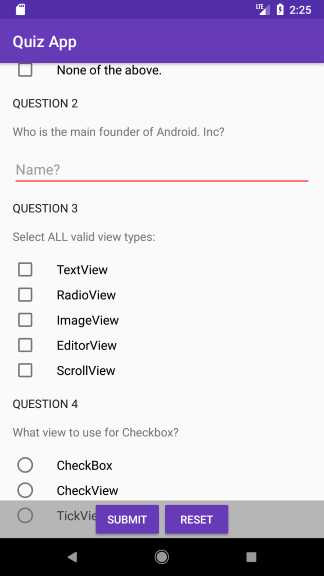 LTE 2:25
Quiz App
None of the above.
QUESTION 2
Who is the main founder of Android. Inc?
Name?
QUESTION 3
Select ALL valid view types:
TextView
RadioView
ImageView
EditorView
ScrollView
QUESTION 4
What view to use for Checkbox?
CheckBox
CheckView
SUBMIT RESET